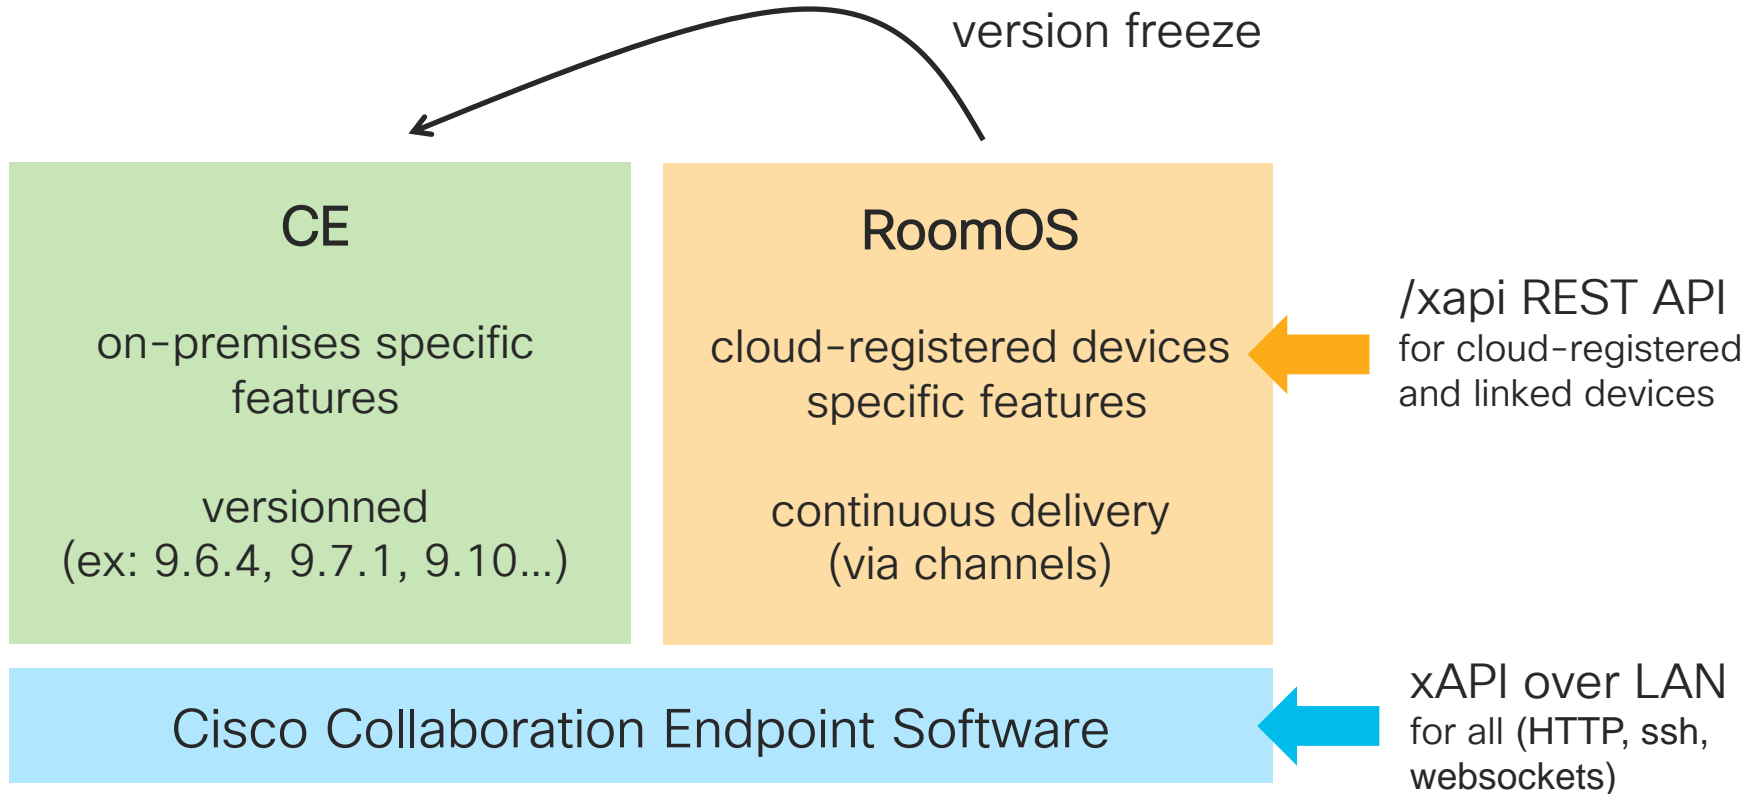 version freeze
CE
on-premises specific
features
versionned
(ex: 9.6.4, 9.7.1, 9.10...)
RoomOS
cloud-registered devices
specific features
continuous delivery
(via channels)
/xapi REST API
for cloud-registered
and linked devices
Cisco Collaboration Endpoint Software
xAPI over LAN
for all (HTTP, ssh,
websockets)